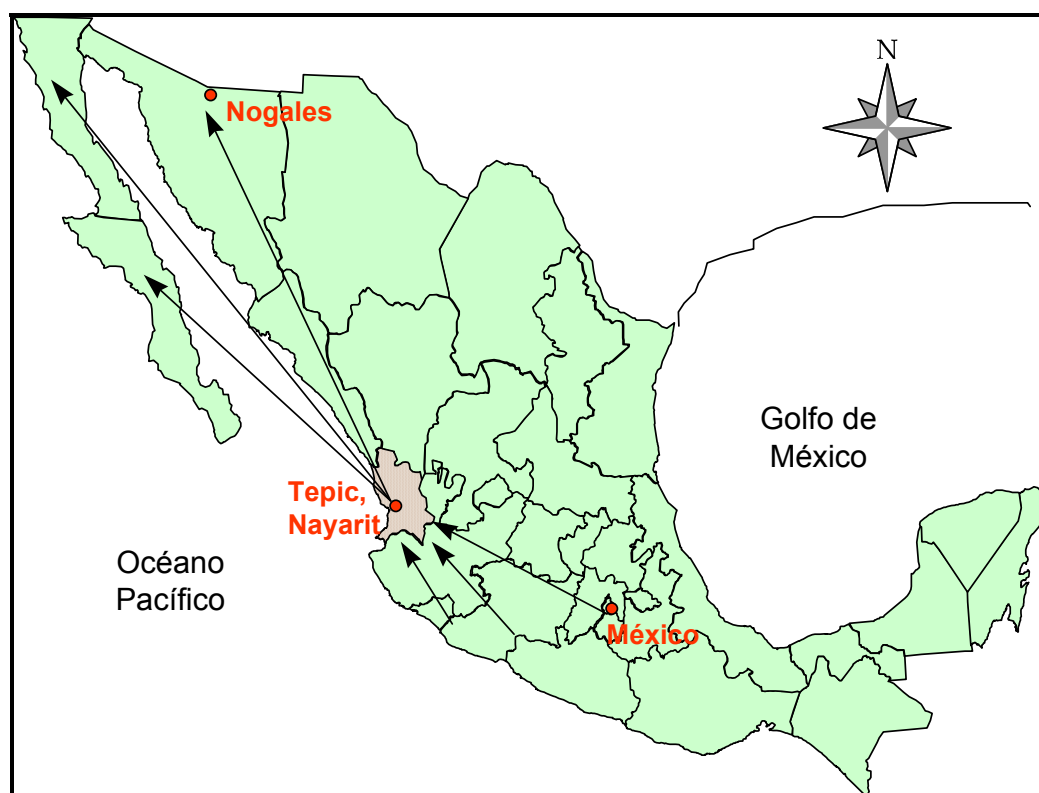 N
Nogales
Golfo de
México
Tepic,
Nayarit
Océano
Pacífico
México